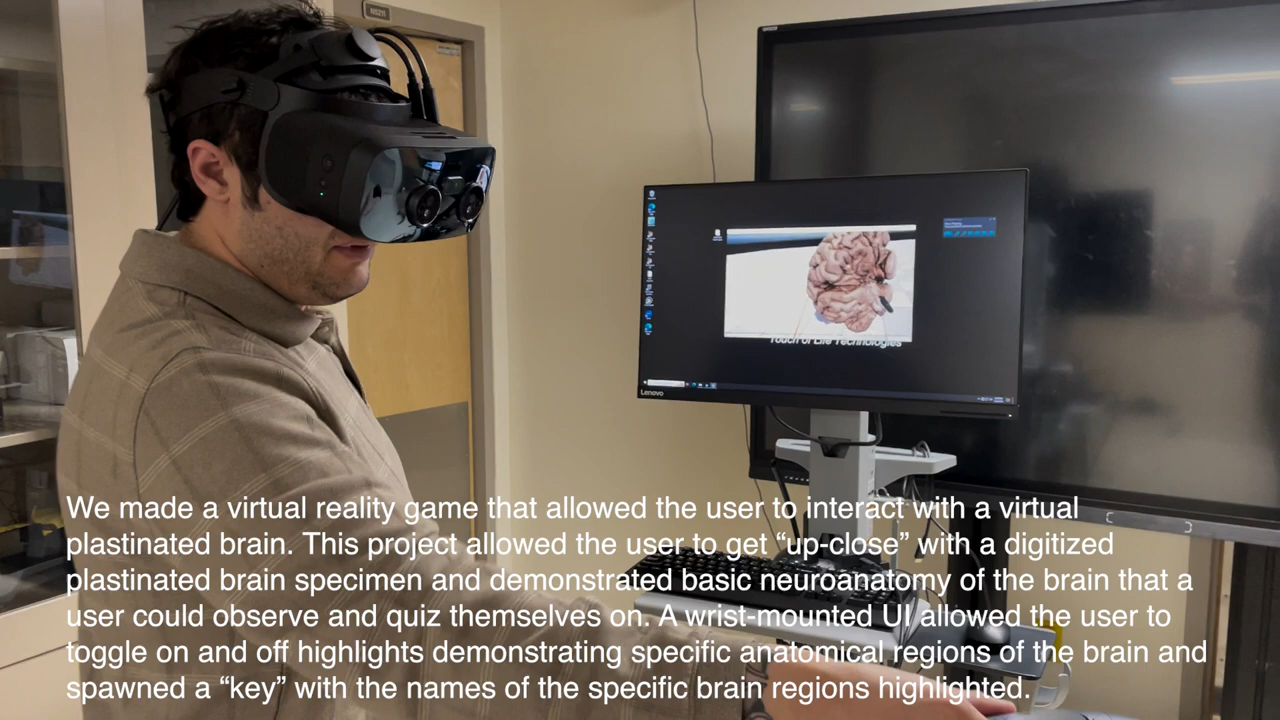 N5211
Touch of Life Technologies
Lenovo
We made a virtual reality game that allowed the user to interact with a virtual
plastinated brain. This project allowed the user to get “up-close” with a digitized
plastinated brain specimen and demonstrated basic neuroanatomy of the brain that a
user could observe and quiz themselves on. A wrist-mounted UI allowed the user to
toggle on and off highlights demonstrating specific anatomical regions of the brain and
spawned a “key” with the names of the specific brain regions highlighted.